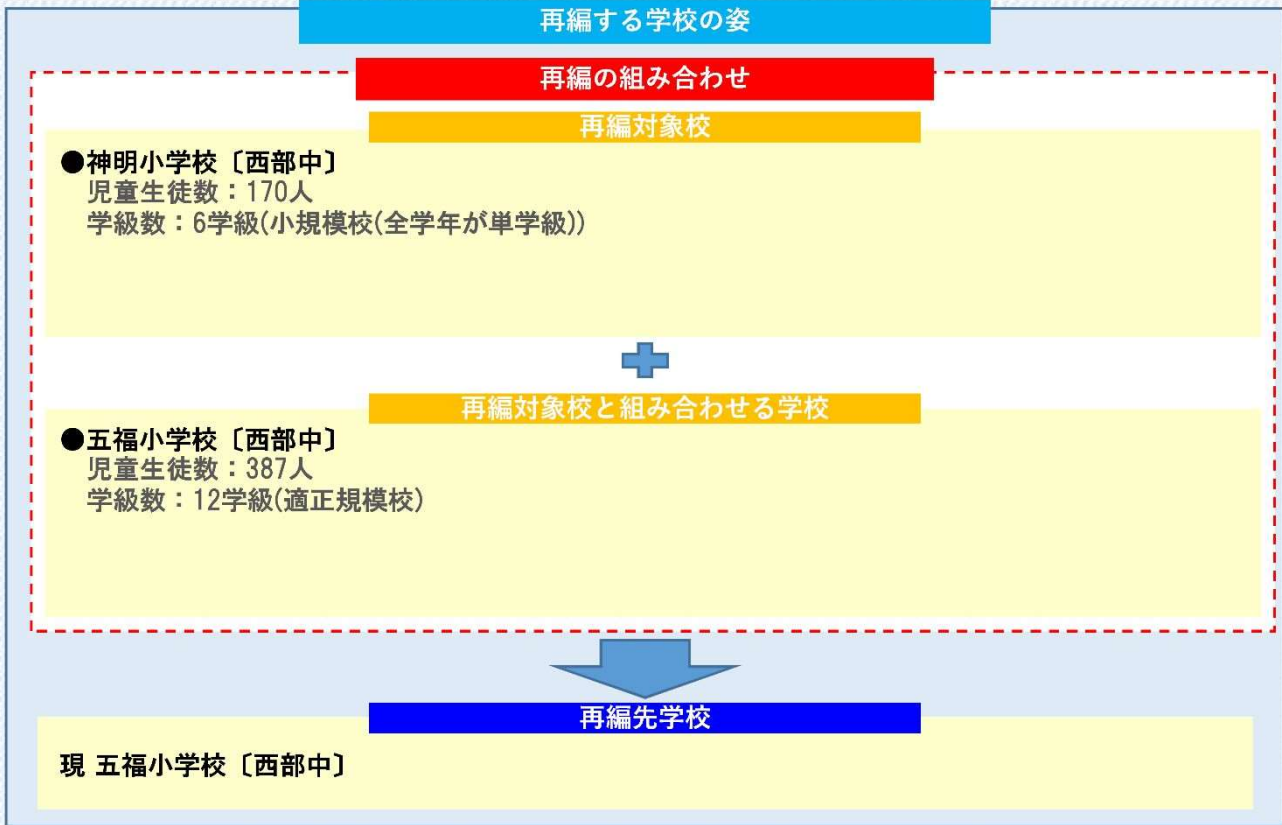 再編する学校の姿
再編の組み合わせ
再編対象校
●神明小学校〔西部中〕
児童生徒数：170人
学級数：6学級(小規模校(全学年が単学級))
再編対象校と組み合わせる学校
●五福小学校〔西部中〕
児童生徒数：387人
学級数：12学級(適正規模校)
再編先学校
現 五福小学校〔西部中〕